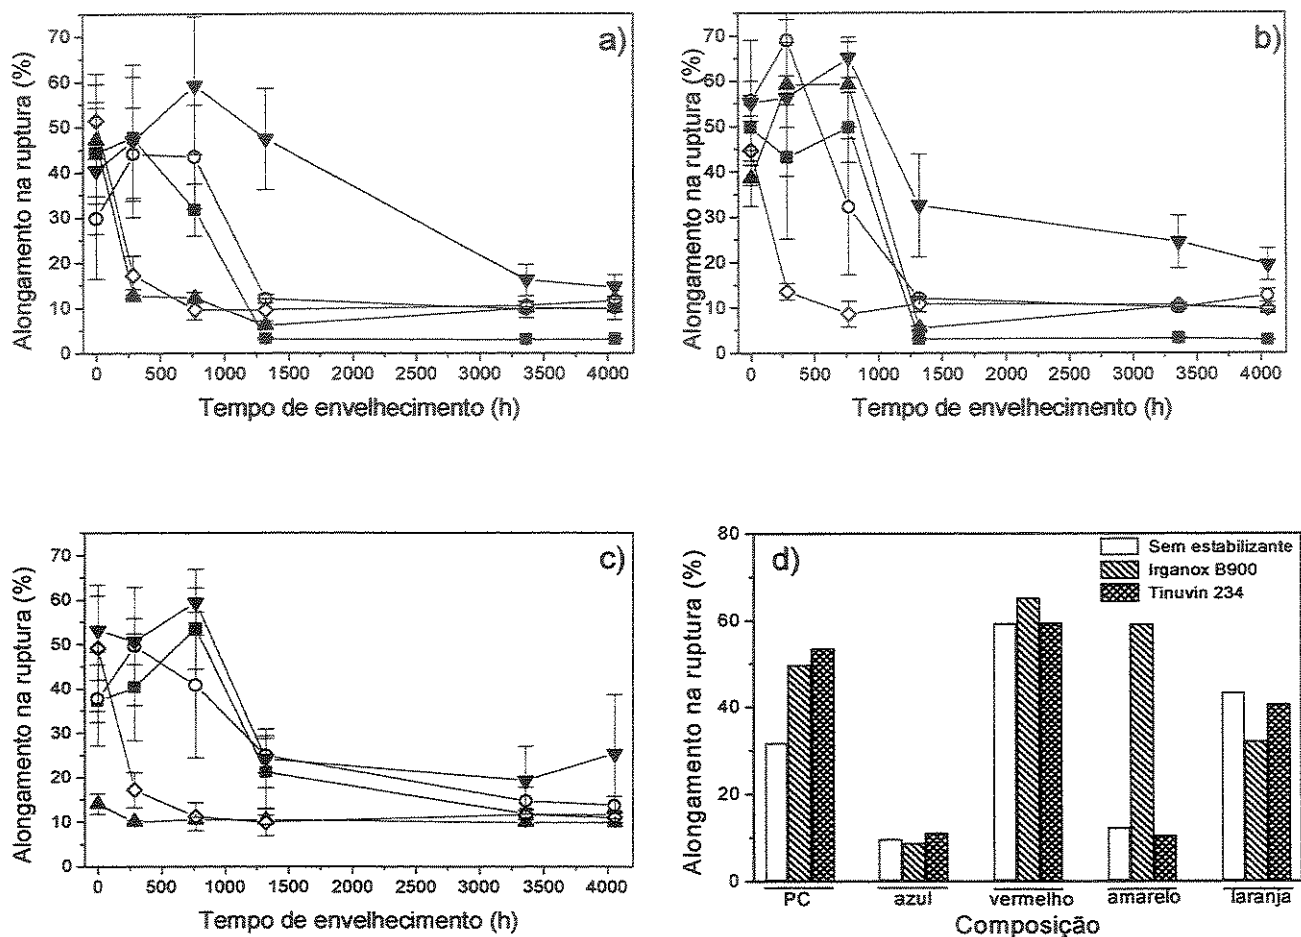 a)
Alongamento na ruptura (%)
70
60
50
40
30
20
10
0
0 500 1000 1500 2000 2500 3000 3500 4000
Tempo de envelhecimento (h)
b)
Alongamento na ruptura (%)
70
60
50
40
30
20
10
0
0 500 1000 1500 2000 2500 3000 3500 4000
Tempo de envelhecimento (h)
c)
Alongamento na ruptura (%)
70
60
50
40
30
20
10
0
0 500 1000 1500 2000 2500 3000 3500 4000
Tempo de envelhecimento (h)
d)
Sem estabilizante
Irganox B900
Tinuvin 234
Alongamento na ruptura (%)
80
60
40
20
0
PC azul vermelho amarelo laranja
Composição